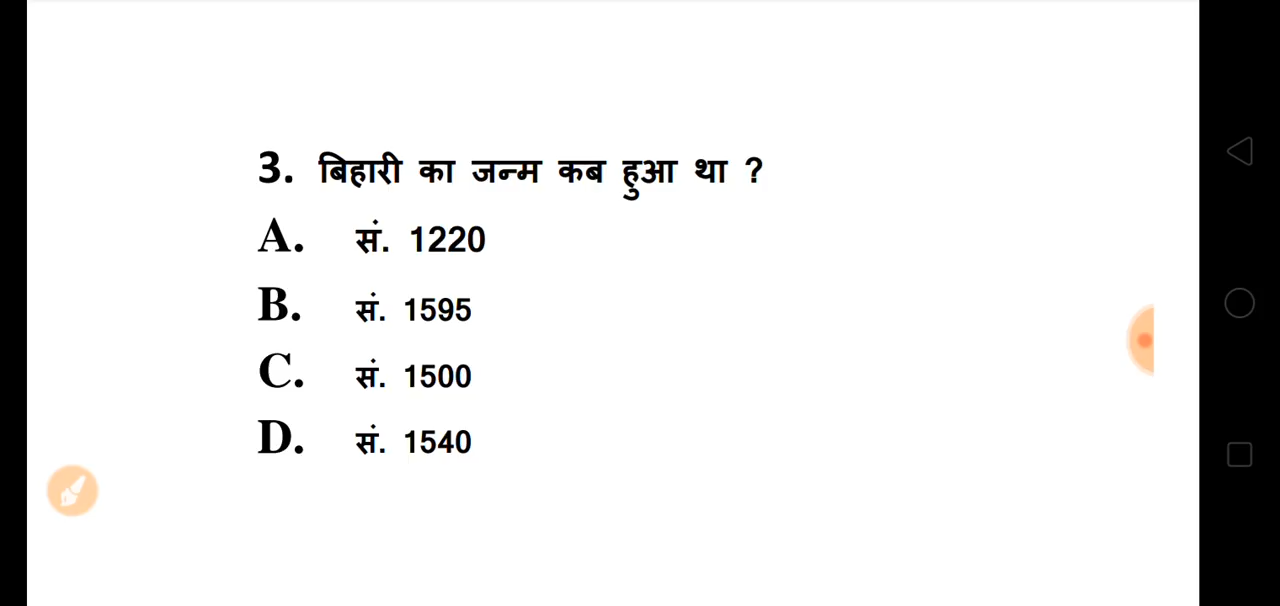 3. बिहारी का जन्म कब हुआ था ?
A. सं. 1220
B. सं. 1595
C. सं. 1500
D. सं. 1540